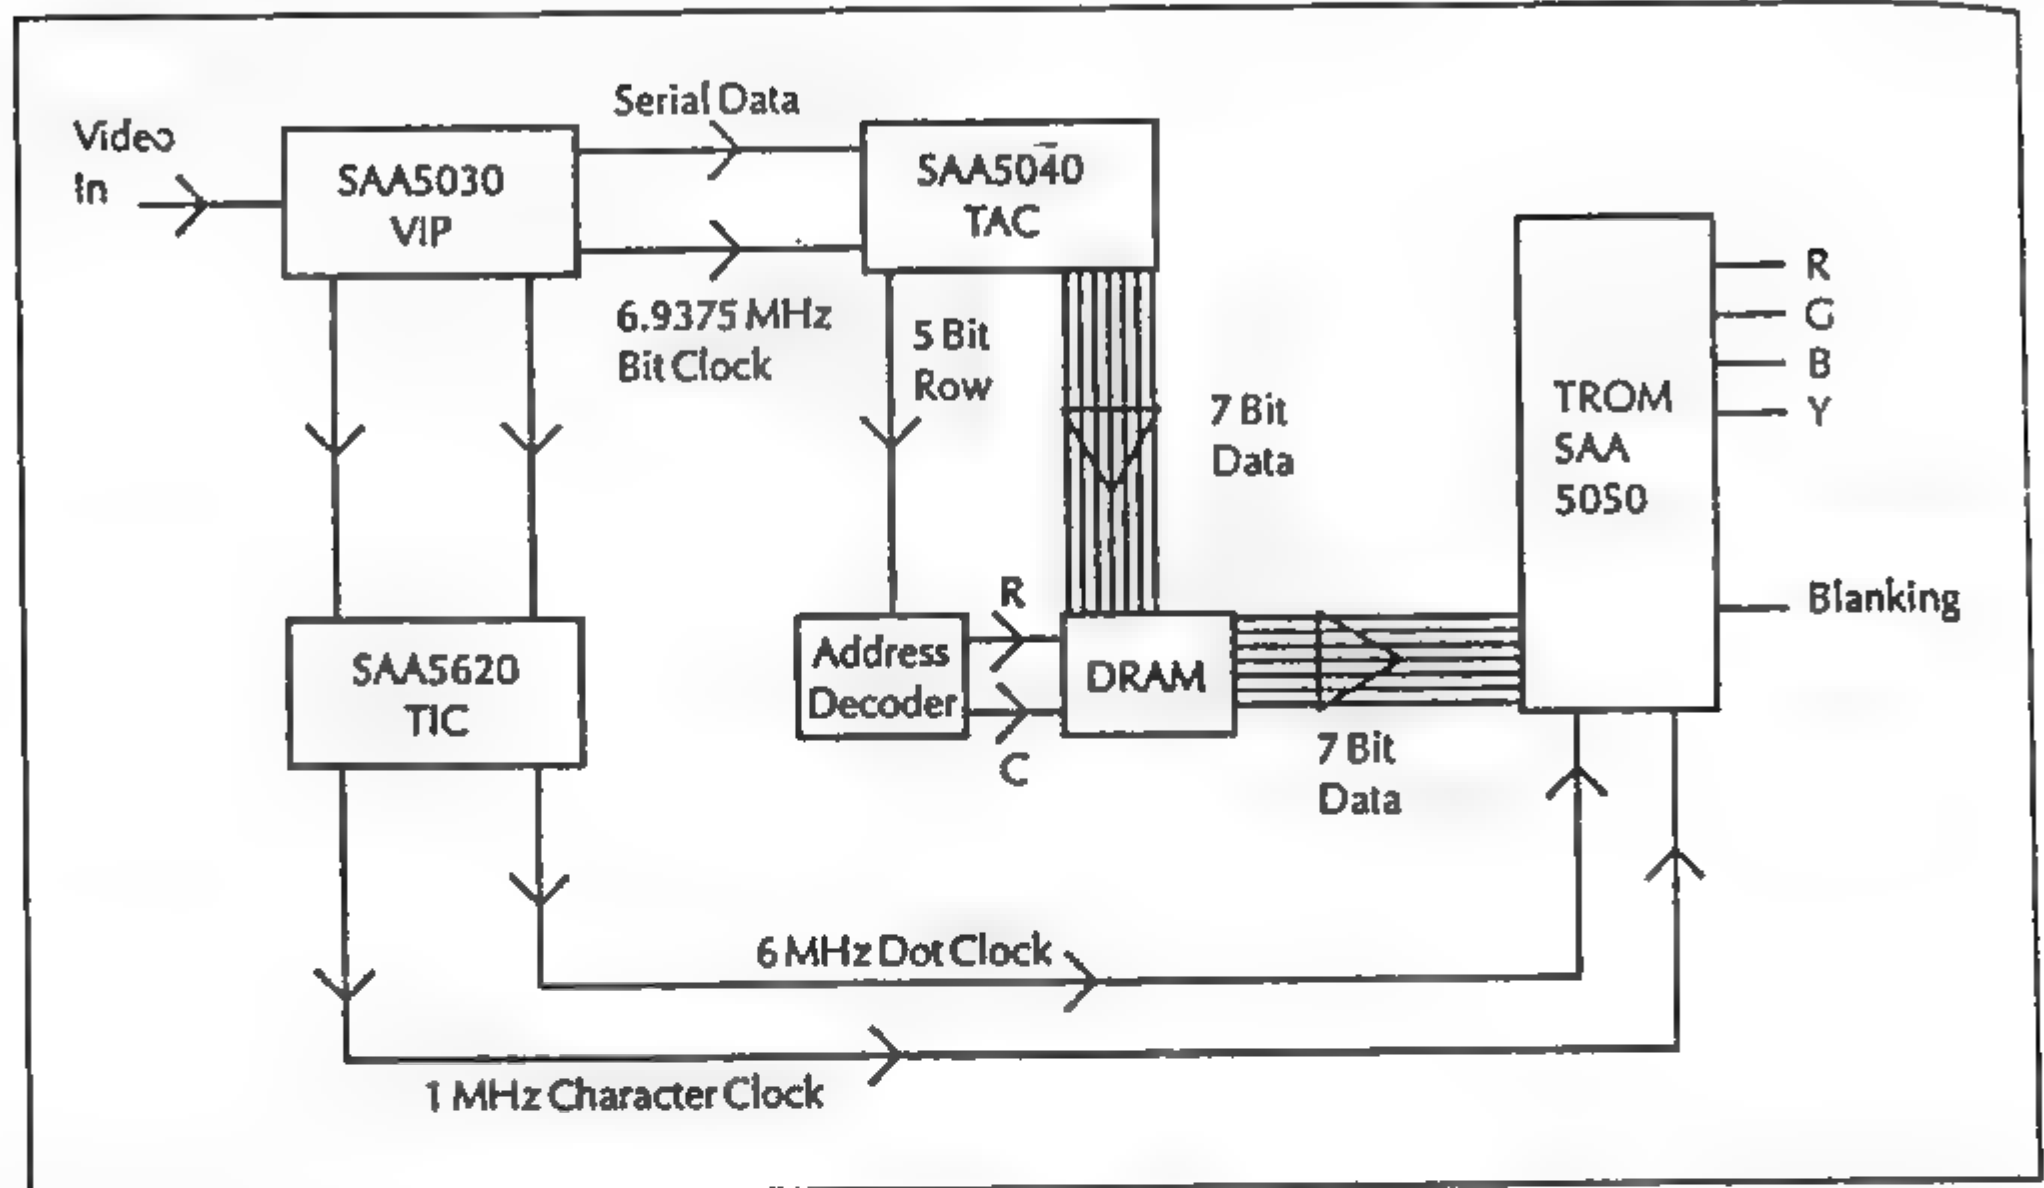 Video
In
SAA5030
VIP
Serial Data
6.9375 MHz
Bit Clock
SAA5040
TAC
5 Bit
Row
7 Bit
Data
TROM
SAA
5050
R
G
B
Y
Blanking
SAA5620
TIC
Address
Decoder
R
C
DRAM
7 Bit
Data
6 MHz Dot Clock
1 MHz Character Clock